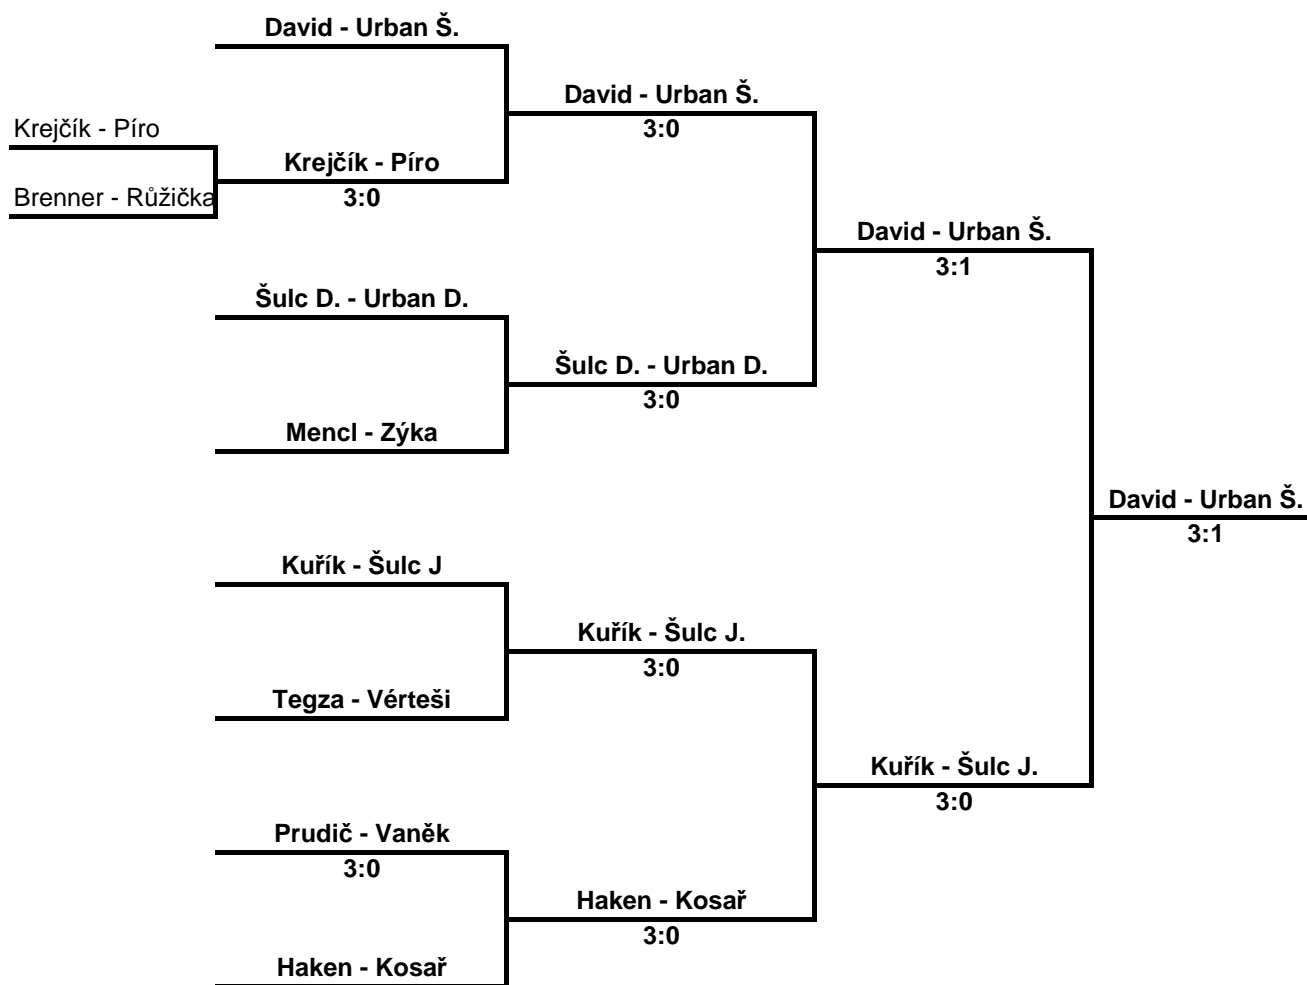 David - Urban Š.
David - Urban Š.
3:0
Krejčík - Píro
Krejčík - Píro
3:0
Brenner - Růžička
David - Urban Š.
3:1
Šulc D. - Urban D.
Šulc D. - Urban D.
3:0
Mencl - Zýka
David - Urban Š.
3:1
Kuřík - Šulc J
Kuřík - Šulc J.
3:0
Tegza - Vérteši
Kuřík - Šulc J.
3:0
Prudič - Vaněk
3:0
Haken - Kosař
3:0
Haken - Kosař